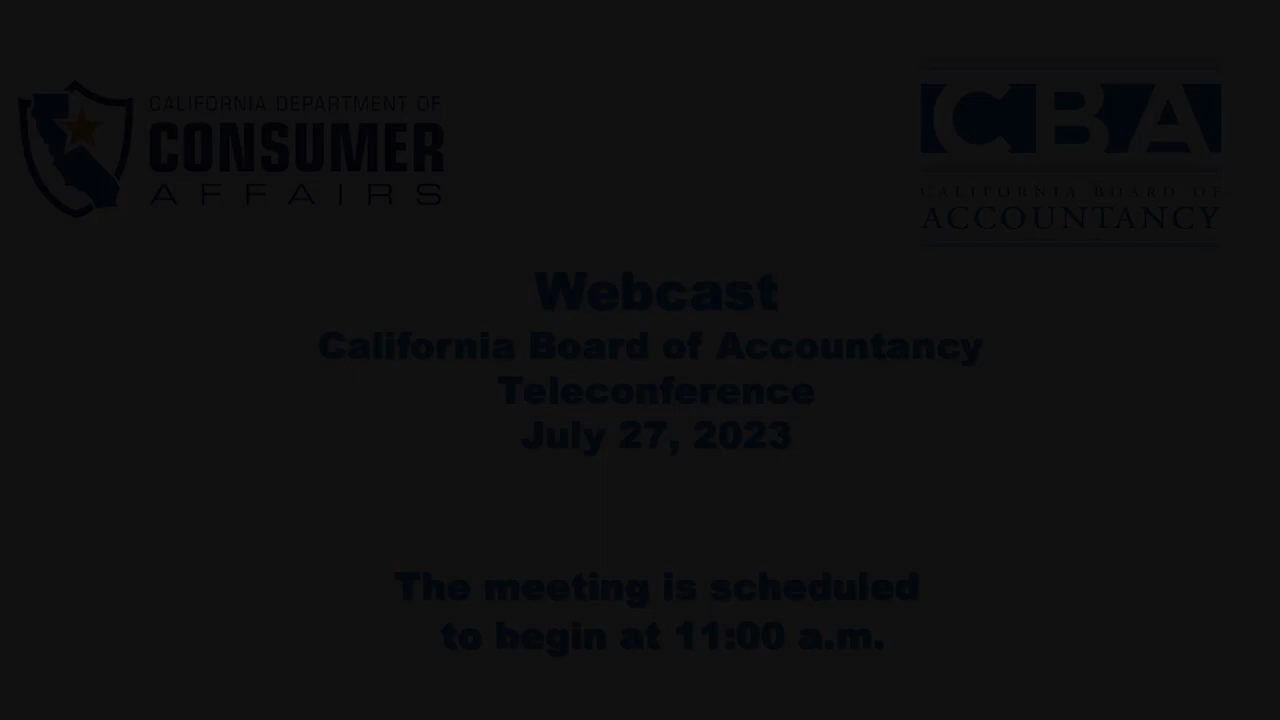 CALIFORNIA DEPARTMENT OF
CONSUMER
AFFAIRS
CBA
CALIFORNIA BOARD OF
ACCOUNTANCY
Webcast
California Board of Accountancy
Teleconference
July 27, 2023
The meeting is scheduled
to begin at 11:00 a.m.